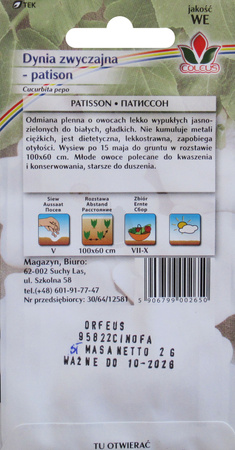 TEK
jakość
WE
Dynia zwyczajna
- patison
Cucurbita pepo
COLEUS
PATISSON • ПАТИССОН
Odmiana plenna o owocach lekko wypukłych jasno-
zielonych do białych, gładkich. Nie kumuluje metali
ciężkich, jest dietetyczna, lekkostrawna, zapobiega
otyłości. Wysiew po 15 maja do gruntu w rozstawie
100x60 cm. Młode owoce polecane do kwaszenia
i konserwowania, starsze do duszenia.
Siew
Aussaat
Посев
Rozstawa
Abstand
Расстояние
Zbiór
Ernte
Сбор
V
100x60 cm
VII-X
Magazyn, Biuro:
62-002 Suchy Las,
ul. Szkolna 58
tel.(+48) 601-91-77-47
Nr przedsiębiorcy: 30/64/12581
5906799002650
ORFEUS
95822CINOFA
MASA NETTO 2 G
WAŻNE DO 10-2026
TU OTWIERAĆ